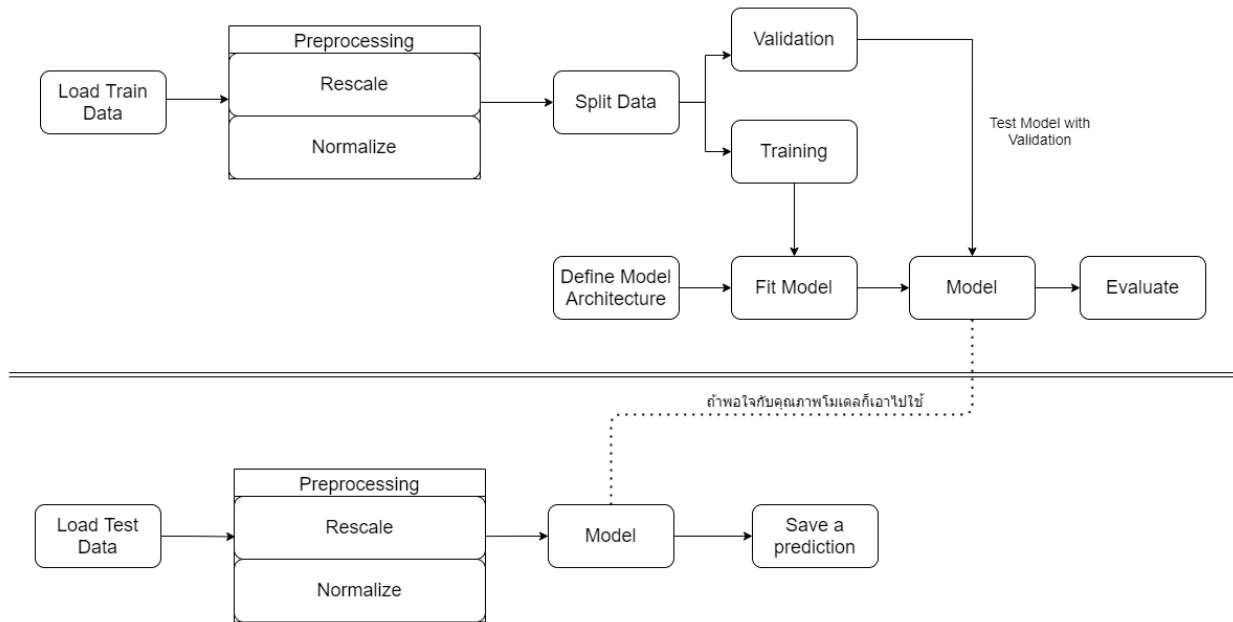 Preprocessing
Rescale
Normalize
Load Train
Data
Split Data
Validation
Training
Test Model with
Validation
Define Model
Architecture
Fit Model
Model
Evaluate
ถ้าพอใจกับคุณภาพโมเดลก็เอาไปใช้
Preprocessing
Rescale
Normalize
Load Test
Data
Model
Save a
prediction